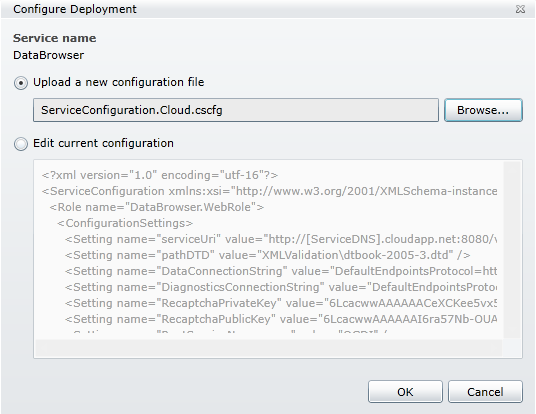 Configure Deployment
Service name
DataBrowser
Upload a new configuration file
ServiceConfiguration.Cloud.cscfg
Browse...
Edit current configuration
<?xml version="1.0" encoding="utf-16"?>
<ServiceConfiguration xmlns:xsi="http://www.w3.org/2001/XMLSchema-instance
<Role name="DataBrowser.WebRole">
<ConfigurationSettings>
<Setting name="serviceUri" value="http://[ServiceDNS].cloudapp.net:8080/v
<Setting name="pathDTD" value="XMLValidation\dtbook-2005-3.dtd" />
<Setting name="DataConnectionString" value="DefaultEndpointsProtocol=htt
<Setting name="DiagnosticsConnectionString" value="DefaultEndpointsProto
<Setting name="RecaptchaPrivateKey" value="6LcacwwAAAAAACeXCKee5vx5
<Setting name="RecaptchaPublicKey" value="6LcacwwAAAAAAI6ra57Nb-OUA
OK
Cancel